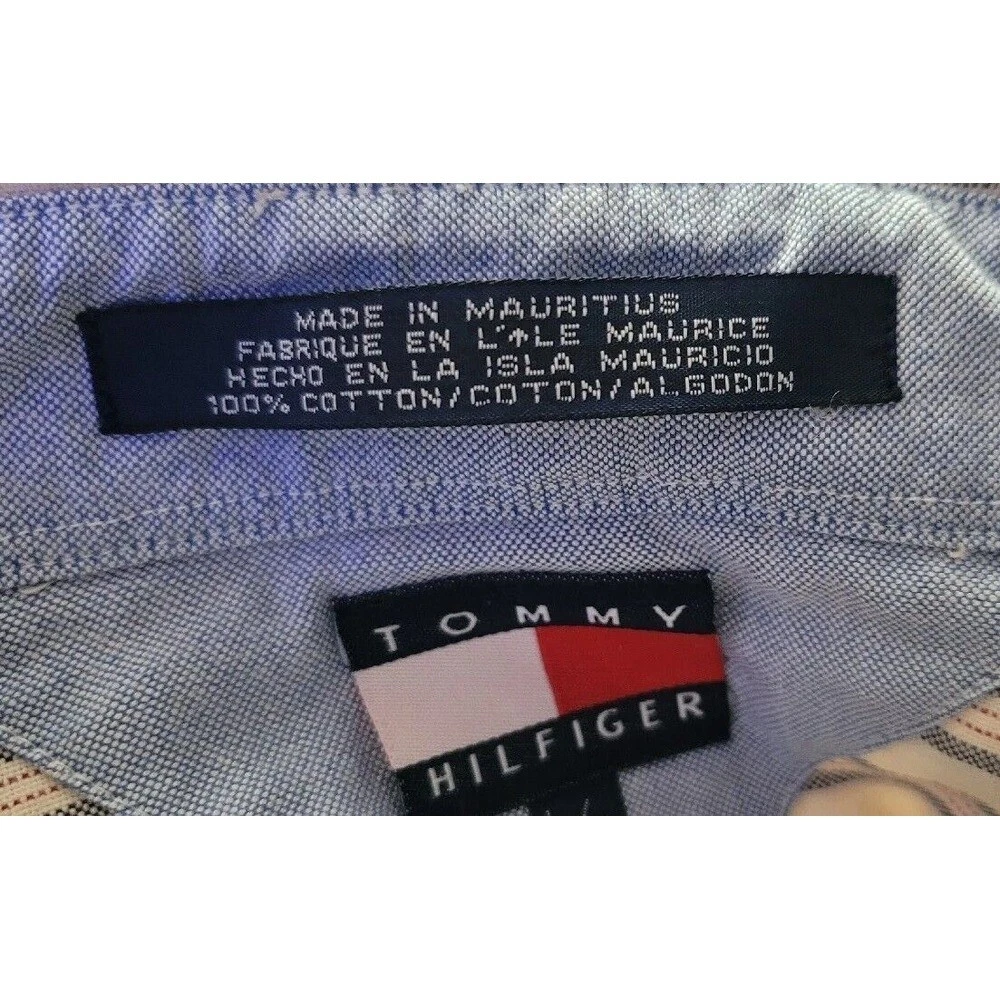 MADE IN MAURITIUS
FABRIQUE EN L'↑LE MAURICE
HECHO EN LA ISLA MAURICIO
100% COTTON/COTON/ALGODON
TOMMY
HILFIGER